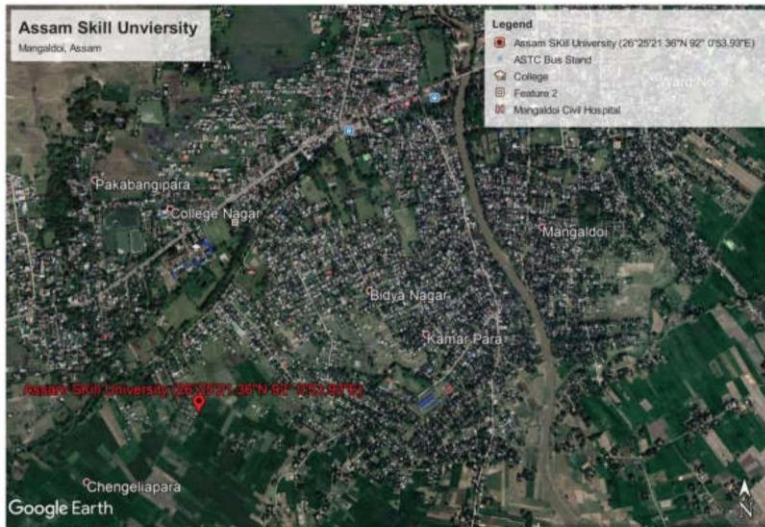 Assam Skill Unviersity
Mangaldoi, Assam
Legend
Assam SKill Uneversity (26°25'21 36"N 92° 0'53.93"E)
ASTC Bus Stand
College
Feature 2
Mangaldoi Civil Hospital
Pakabangipara
College Nagar
Mangaldoi
Bidya Nagar
Kamar Para
Assam SKill University (26°25'21 36"N 92° 0'53.93"E)
Chengeliapara
Google Earth
N